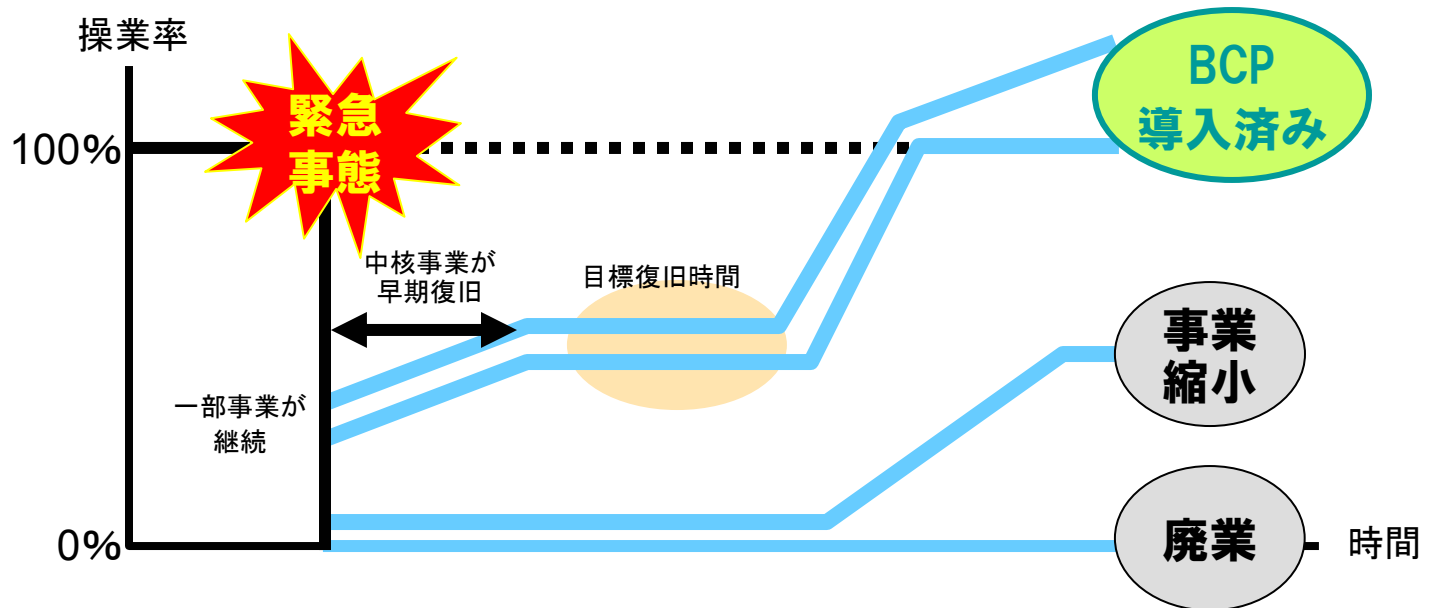 操業率
緊急
事態
100%
中核事業が
早期復旧
目標復旧時間
一部事業が
継続
BCP
導入済み
事業
縮小
0%
廃業
時間